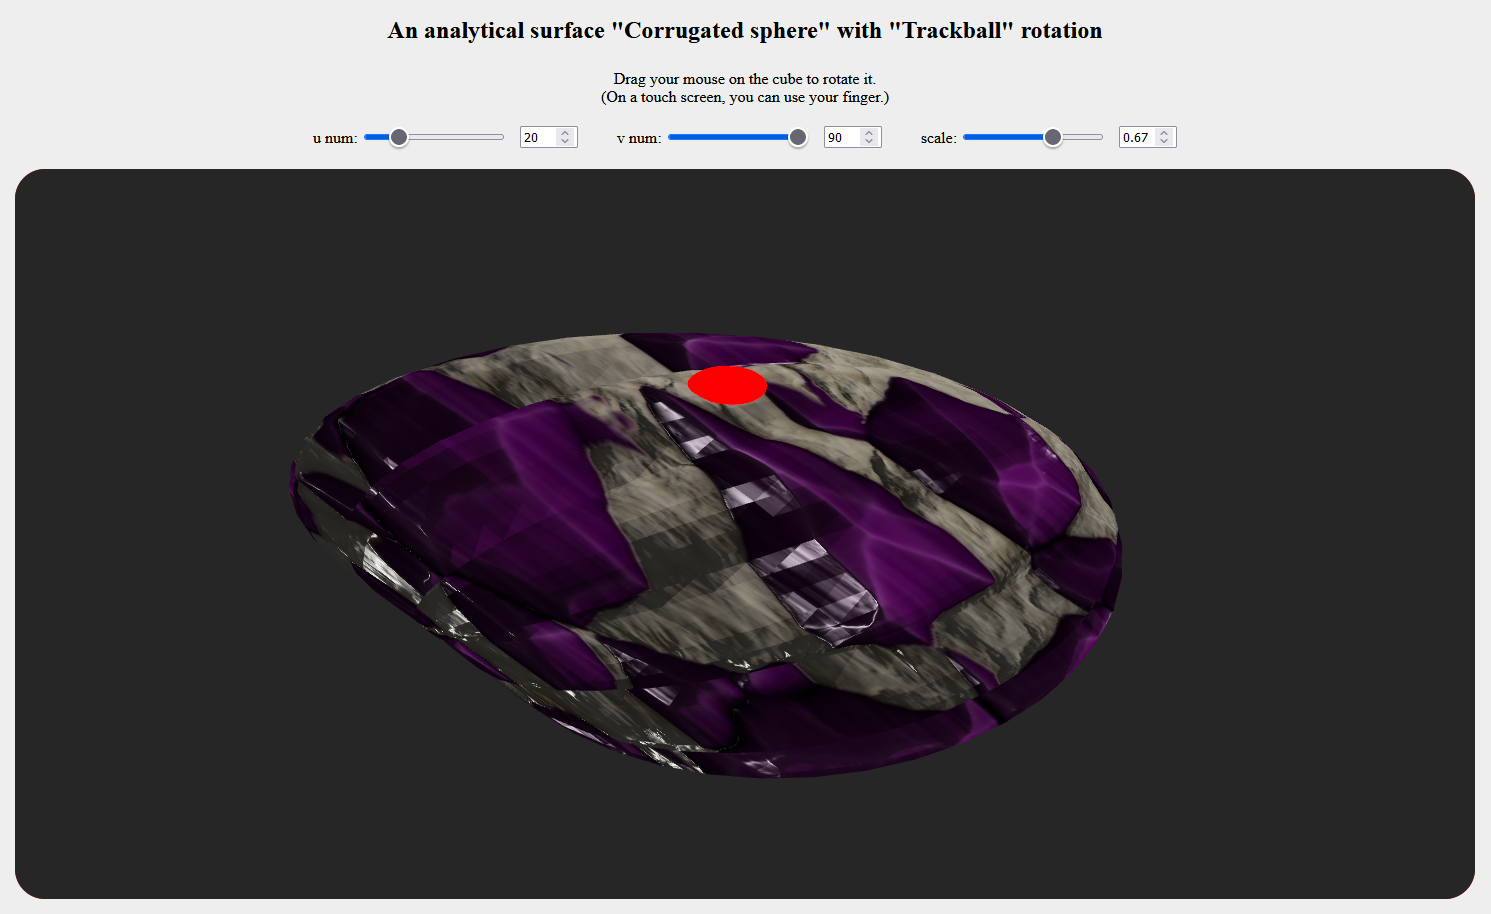 An analytical surface "Corrugated sphere" with "Trackball" rotation
Drag your mouse on the cube to rotate it.
(On a touch screen, you can use your finger.)
u num: 20 v num: 90 scale: 0.67